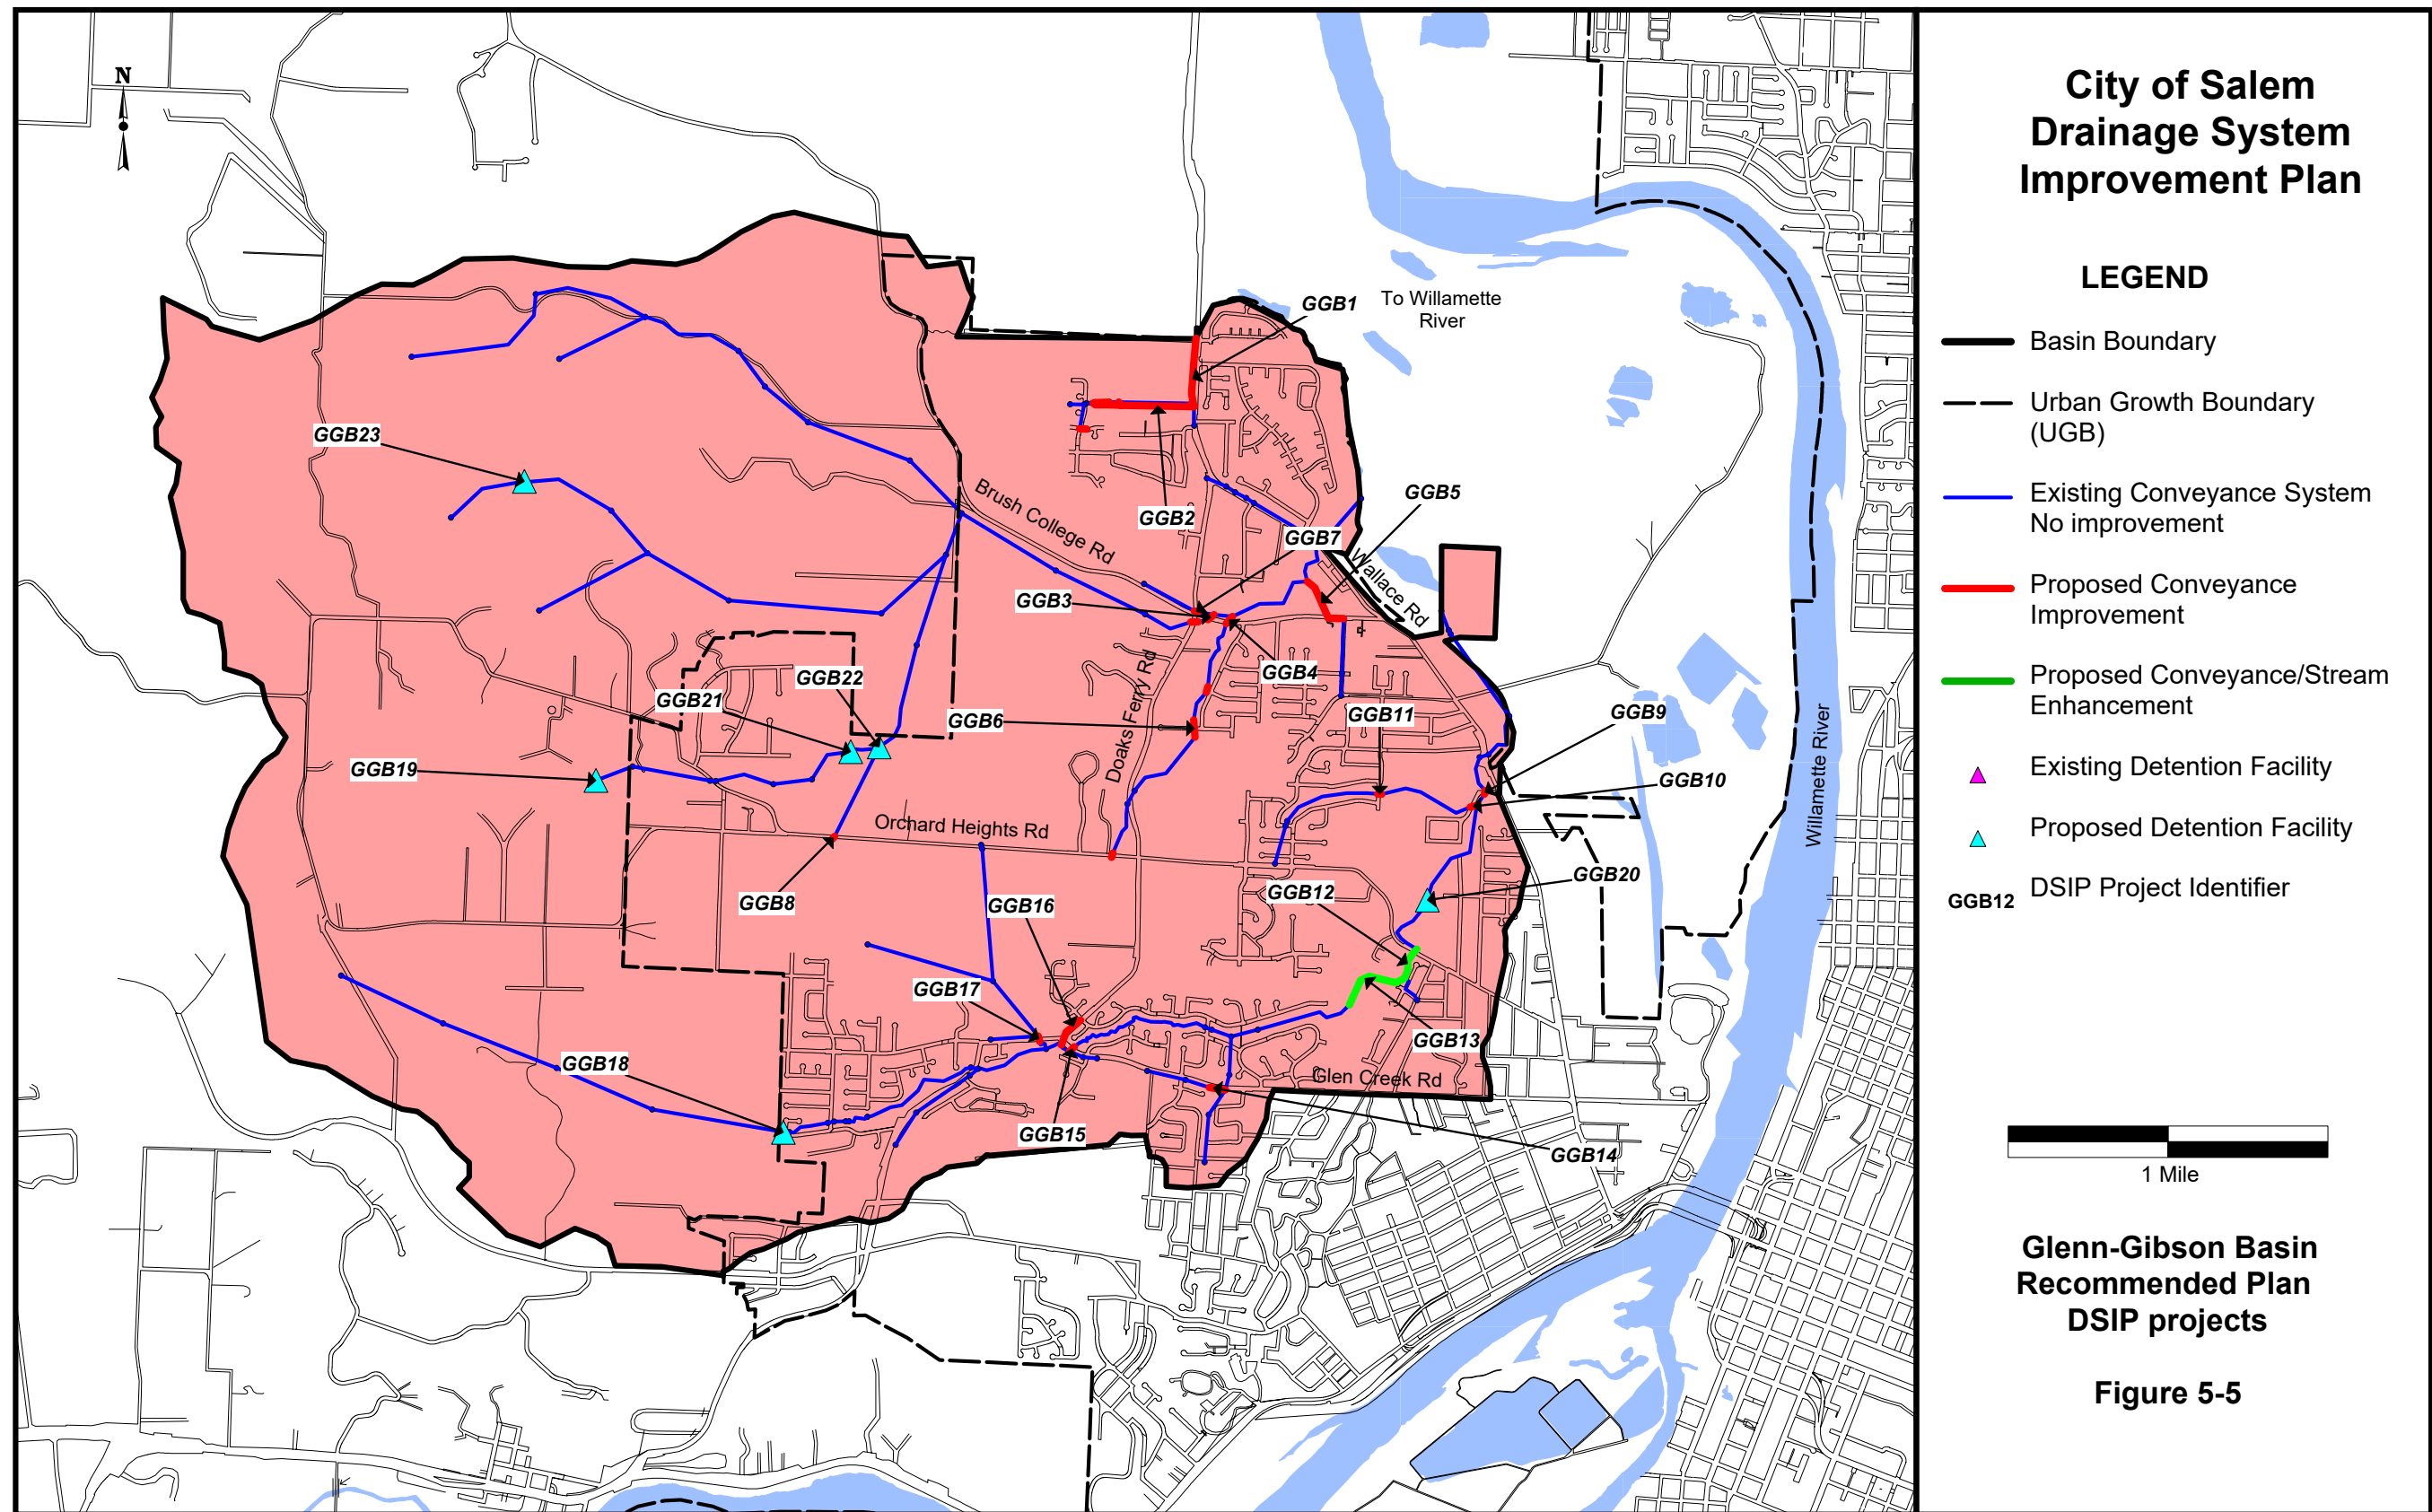 N
GGB1
To Willamette
River
GGB23
GGB5
Brush College Rd
GGB2
GGB7
Wallace Rd
GGB3
GGB4
Doaks Ferry Rd
GGB22
GGB21
GGB6
GGB11
GGB9
GGB19
GGB10
Willamette River
Orchard Heights Rd
GGB8
GGB16
GGB12
GGB20
GGB17
GGB13
GGB18
Glen Creek Rd
GGB15
GGB14
City of Salem
Drainage System
Improvement Plan
LEGEND
Basin Boundary
Urban Growth Boundary
(UGB)
Existing Conveyance System
No improvement
Proposed Conveyance
Improvement
Proposed Conveyance/Stream
Enhancement
Existing Detention Facility
Proposed Detention Facility
GGB12 DSIP Project Identifier
1 Mile
Glenn-Gibson Basin
Recommended Plan
DSIP projects
Figure 5-5